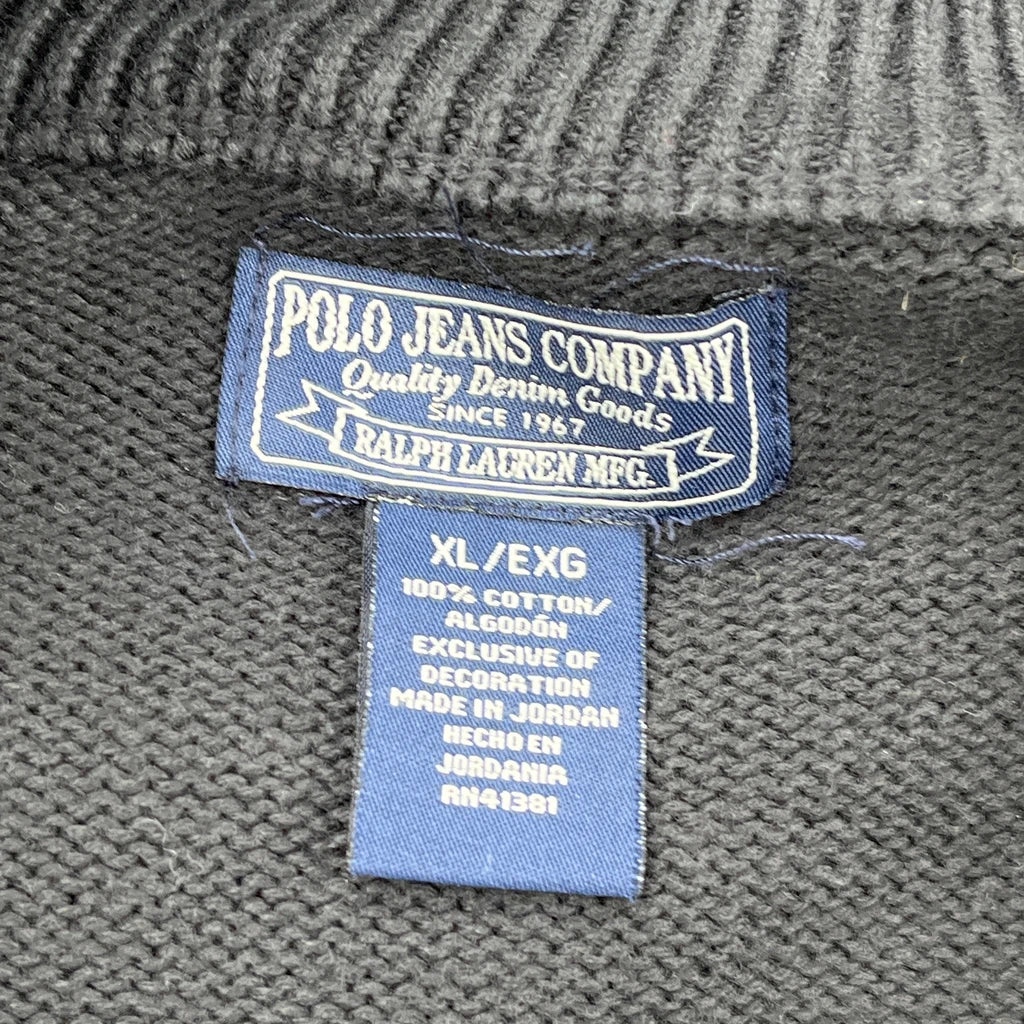 POLO JEANS COMPANY
Quality Denim Goods
SINCE 1967
RALPH LAUREN MFG.
XL/EXG
100% COTTON/
ALGODÓN
EXCLUSIVE OF
DECORATION
MADE IN JORDAN
HECHO EN
JORDANIA
RN41381